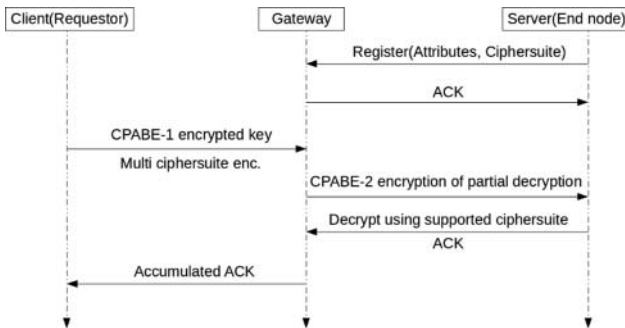 Client(Requestor)
Gateway
Server(End node)
Register(Attributes, Ciphersuite)
ACK
CPABE-1 encrypted key
Multi ciphersuite enc.
CPABE-2 encryption of partial decryption
Decrypt using supported ciphersuite
ACK
Accumulated ACK